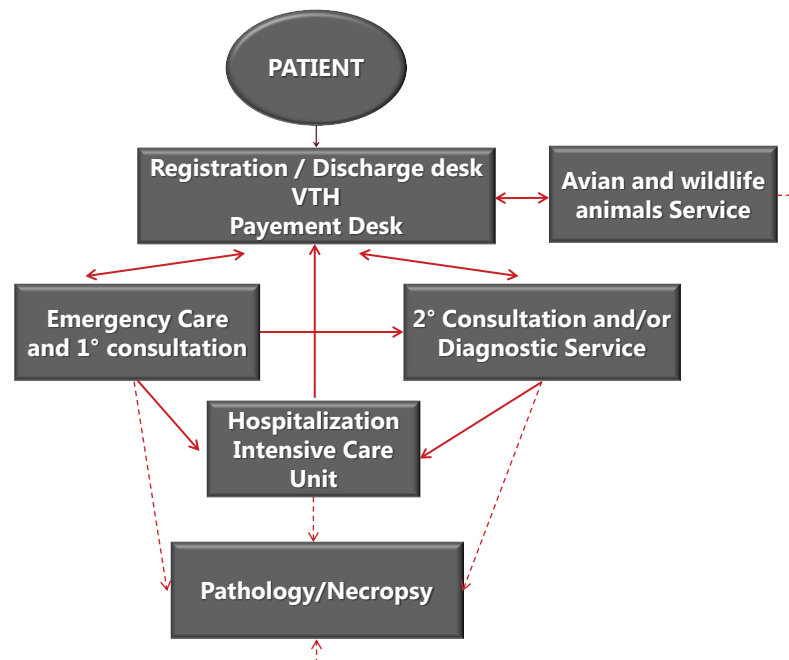 PATIENT
Registration / Discharge desk
VTH
Payement Desk
Avian and wildlife
animals Service
Emergency Care
and 1° consultation
2° Consultation and/or
Diagnostic Service
Hospitalization
Intensive Care
Unit
Pathology/Necropsy